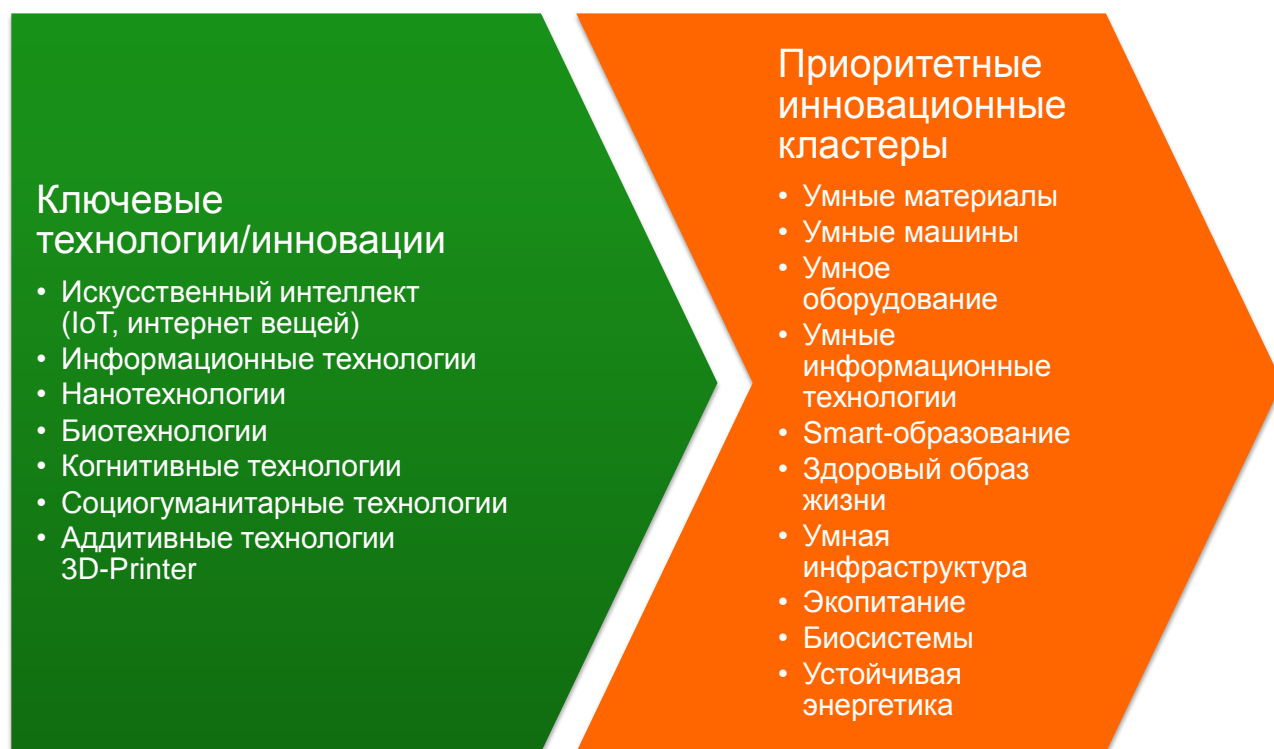 Ключевые
технологии/инновации
• Искусственный интеллект
(IoT, интернет вещей)
• Информационные технологии
• Нанотехнологии
• Биотехнологии
• Когнитивные технологии
• Социогуманитарные технологии
• Аддитивные технологии
3D-Printer
Приоритетные
инновационные
кластеры
• Умные материалы
• Умные машины
• Умное
оборудование
• Умные
информационные
технологии
• Smart-образование
• Здоровый образ
жизни
• Умная
инфраструктура
• Экопитание
• Биосистемы
• Устойчивая
энергетика